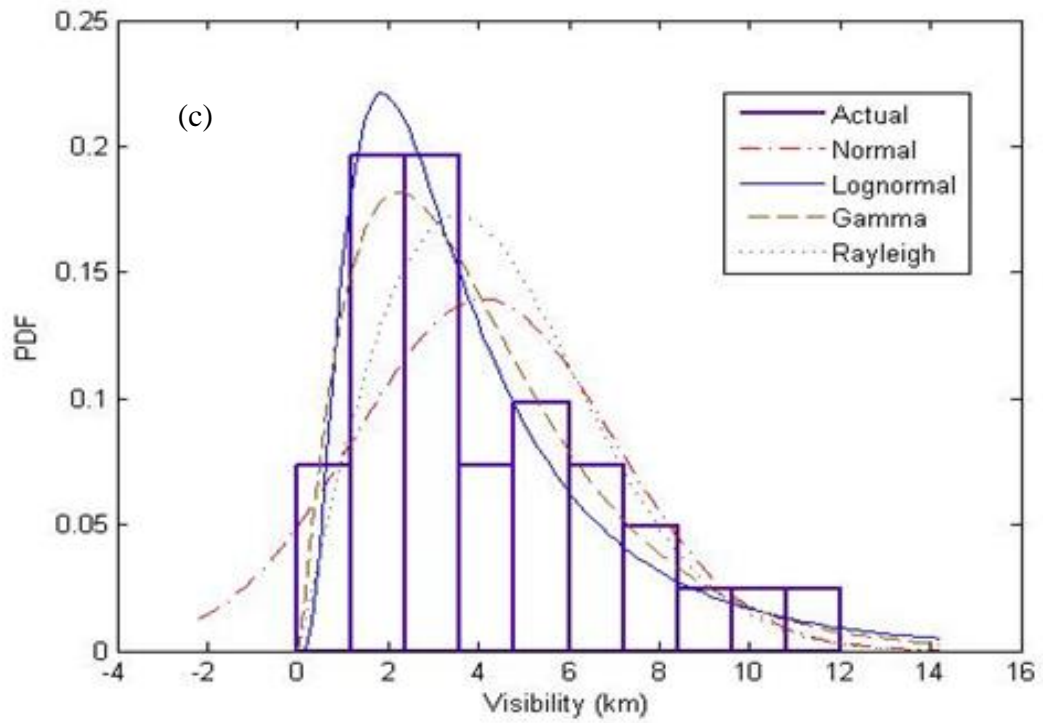 0.25
0.2
0.15
0.1
0.05
0
PDF
(c)
Actual
Normal
Lognormal
Gamma
Rayleigh
-4
-2
0
2
4
6
8
10
12
14
16
Visibility (km)